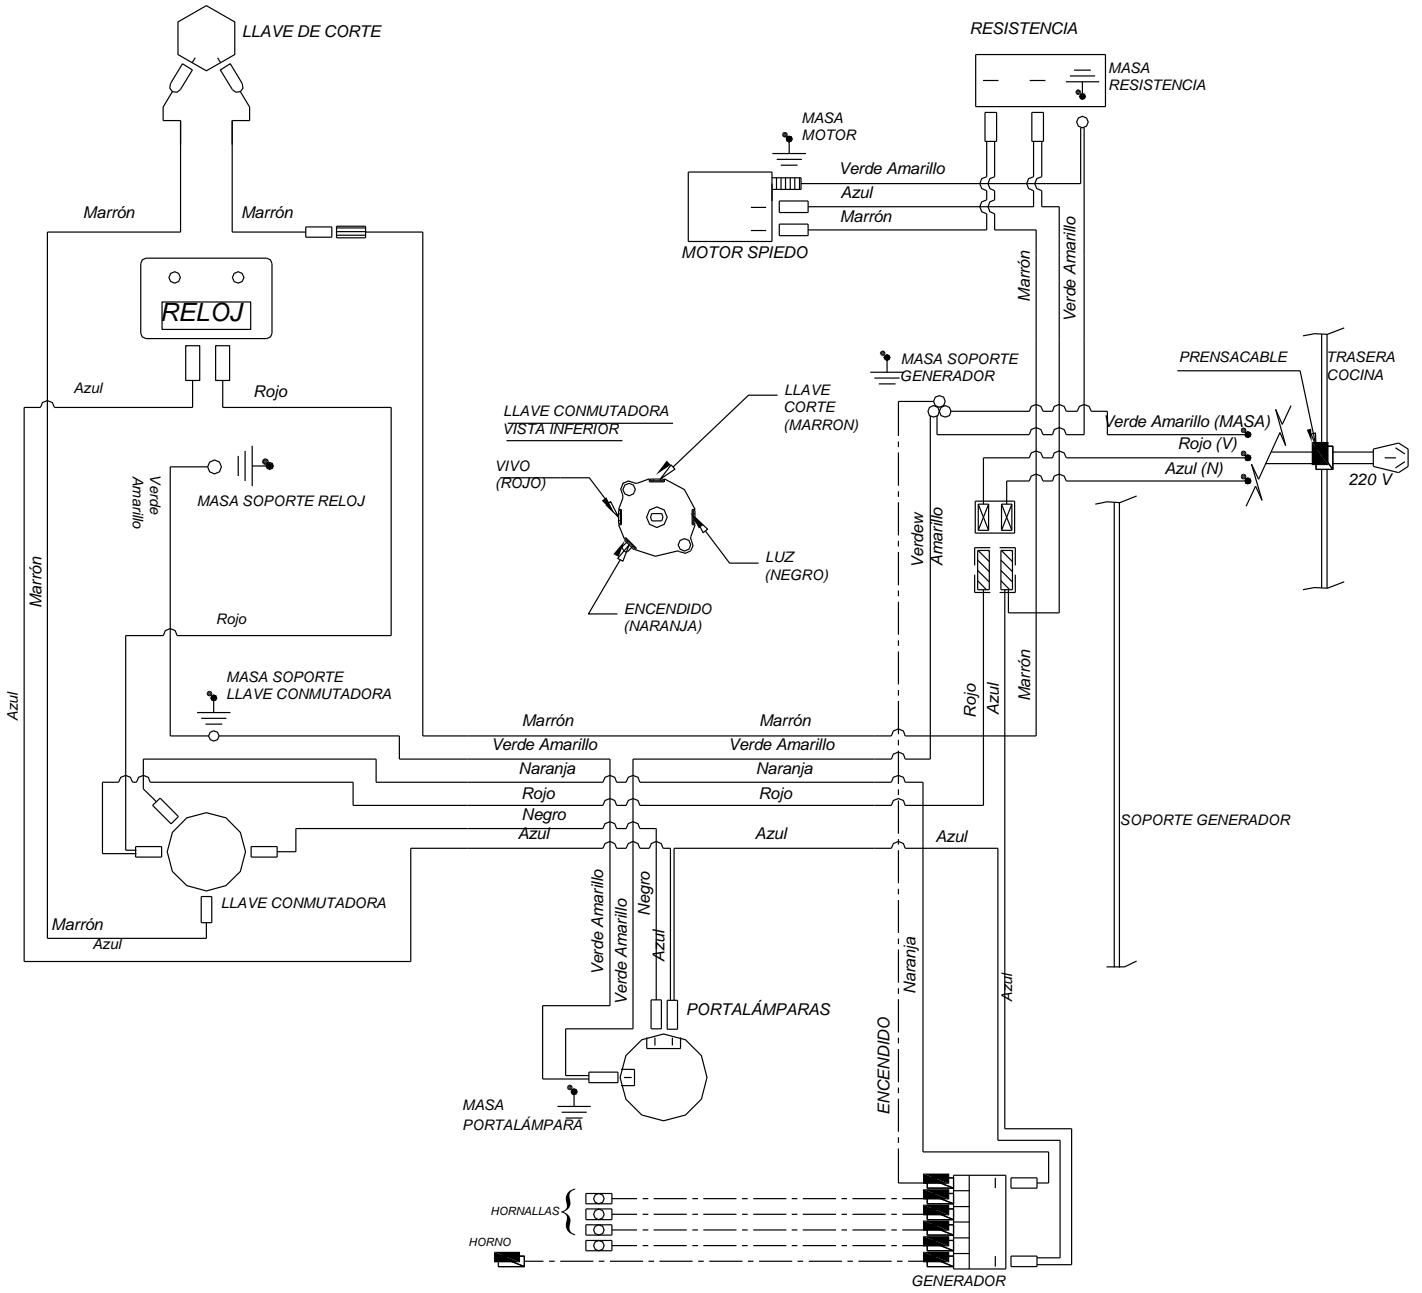 LLAVE DE CORTE
RESISTENCIA
MASA
RESISTENCIA
MASA
MOTOR
Verde Amarillo
Azul
Marrón
MOTOR SPIEDO
Marrón
Marrón
RELOJ
Marrón
Verde Amarillo
Azul
Rojo
MASA SOPORTE
GENERADOR
PRENSACABLE
TRASERA
COCINA
LLAVE CONMUTADORA
VISTA INFERIOR
LLAVE
CORTE
(MARRON)
VIVO
(ROJO)
LUZ
(NEGRO)
ENCENDIDO
(NARANJA)
Verde Amarillo (MASA)
Rojo (V)
Azul (N)
220 V
Verde
Amarillo
MASA SOPORTE RELOJ
Verdew
Amarillo
Marrón
Rojo
MASA SOPORTE
LLAVE CONMUTADORA
Azul
Rojo
Azul
Marrón
Marrón
Marrón
Verde Amarillo
Verde Amarillo
Naranja
Naranja
Rojo
Rojo
Negro
Azul
Azul
Azul
SOPORTE GENERADOR
LLAVE CONMUTADORA
Marrón
Azul
Verde Amarillo
Verde Amarillo
Negro
Azul
Naranja
Azul
PORTALÁMPARAS
ENCENDIDO
MASA
PORTALÁMPARA
HORNALLAS
HORNO
GENERADOR